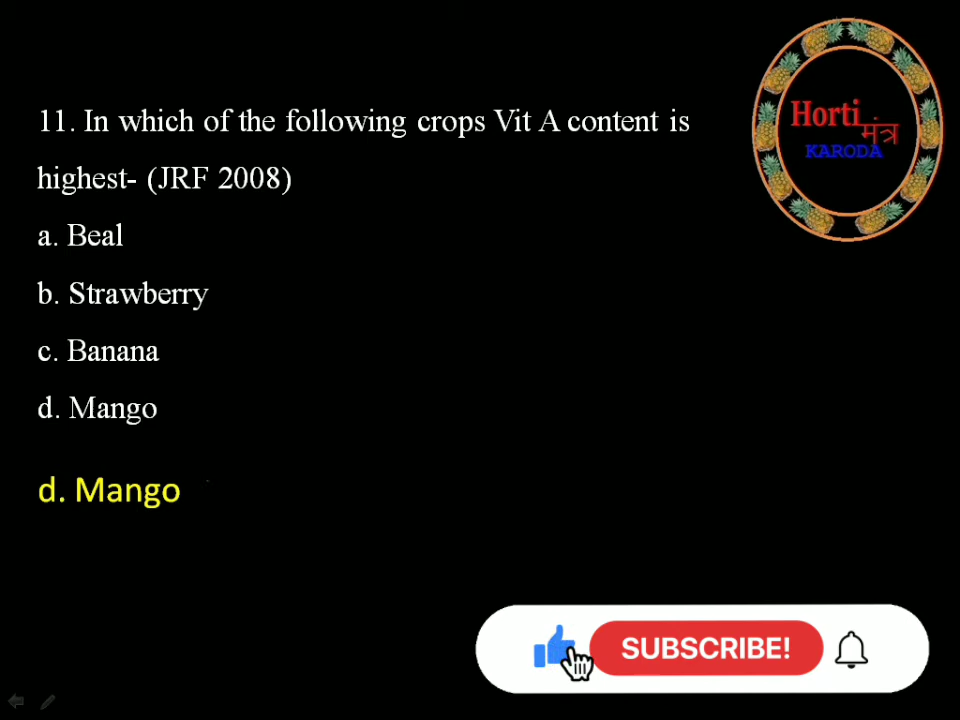 11. In which of the following crops Vit A content is
highest- (JRF 2008)
a. Beal
b. Strawberry
c. Banana
d. Mango
d. Mango
Horti
मंत्र
KARODA
SUBSCRIBE!